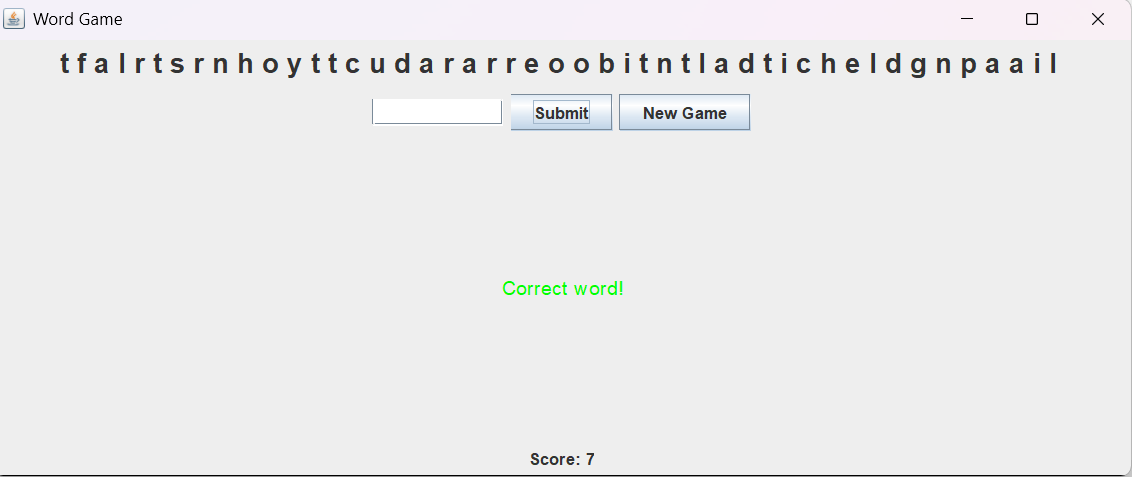 Word Game
t f a l r t s r n h o y t t c u d a r a r r e o o b i t n t l a d t i c h e l d g n p a a i l
Submit New Game
Correct word!
Score: 7